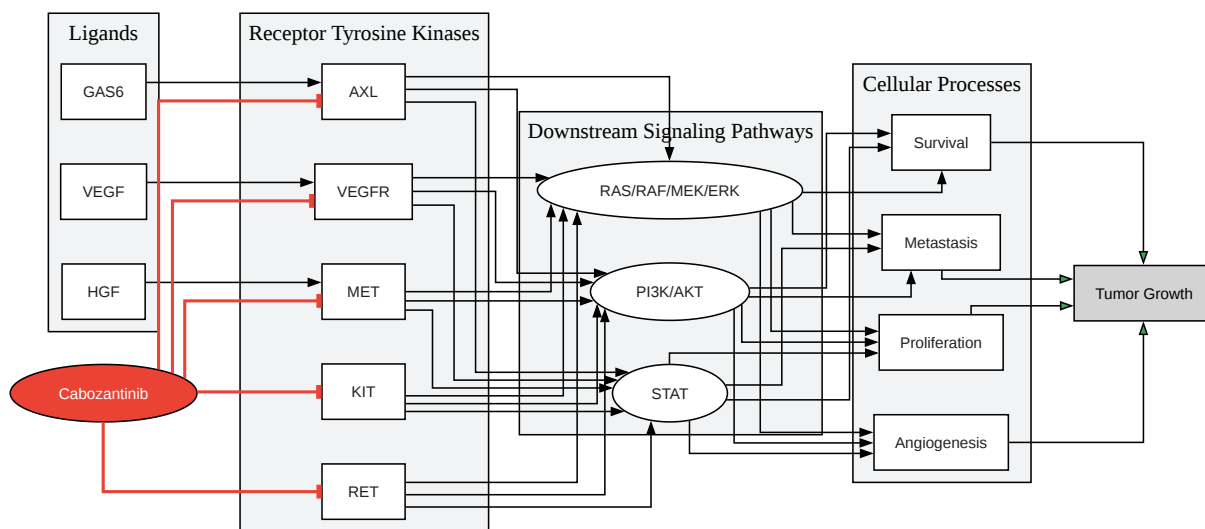 Ligands
GAS6
VEGF
HGF
Cabozantinib
Receptor Tyrosine Kinases
AXL
VEGFR
MET
KIT
RET
Downstream Signaling Pathways
RAS/RAF/MEK/ERK
PI3K/AKT
STAT
Cellular Processes
Survival
Metastasis
Proliferation
Angiogenesis
Tumor Growth